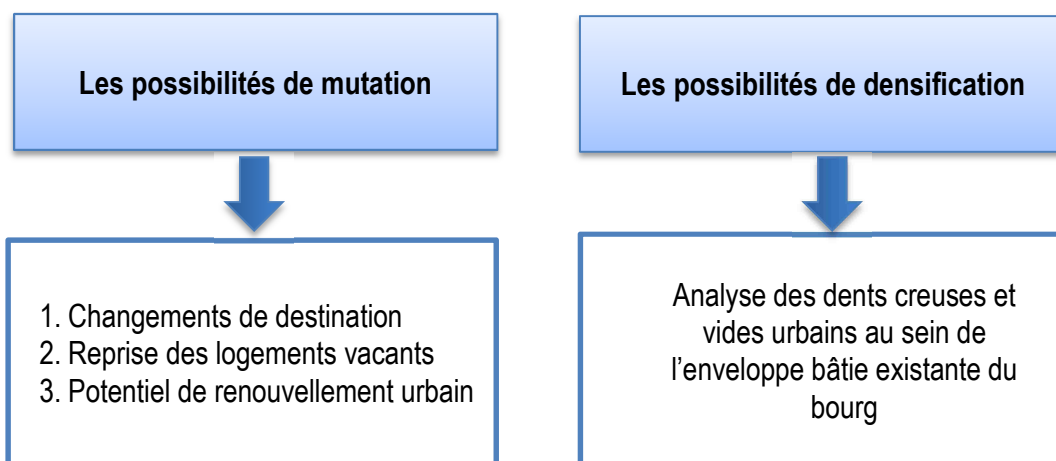 Les possibilités de mutation
Les possibilités de densification
1. Changements de destination
2. Reprise des logements vacants
3. Potentiel de renouvellement urbain
Analyse des dents creuses et
vides urbains au sein de
l’enveloppe bâtie existante du
bourg